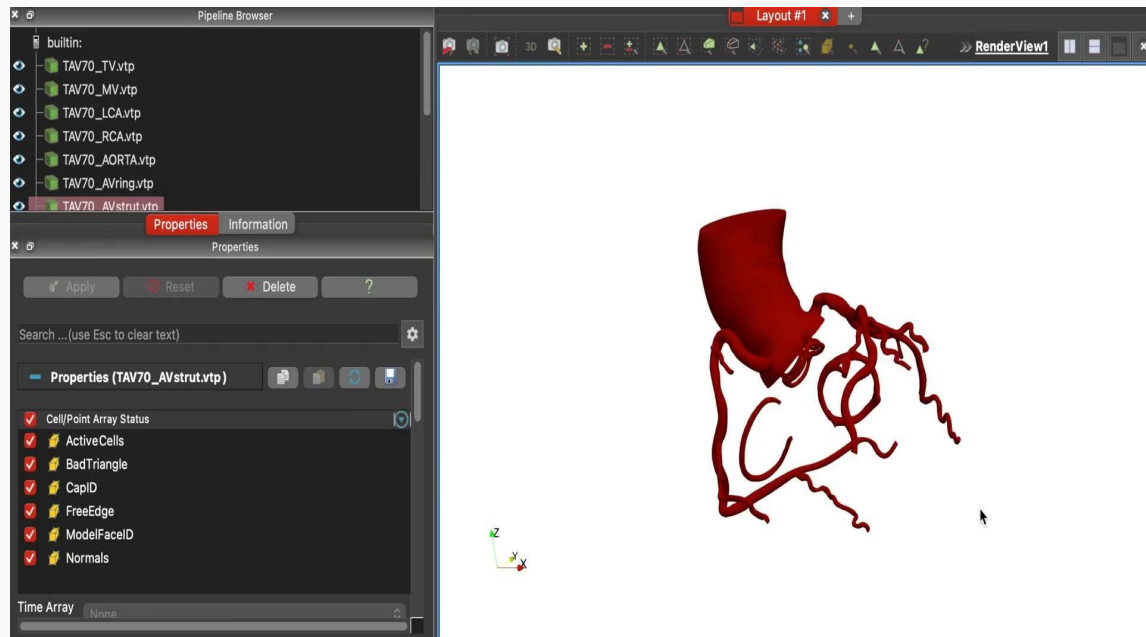 Pipeline Browser
builtin:
TAV70_TV.vtp
TAV70_MV.vtp
TAV70_LCA.vtp
TAV70_RCA.vtp
TAV70_AORTA.vtp
TAV70_AVring.vtp
TAV70_AVstrut.vtp
Properties
Information
Properties
Apply
Reset
Delete
?
Search ...(use Esc to clear text)
Properties (TAV70_AVstrut.vtp)
Cell/Point Array Status
ActiveCells
BadTriangle
CapID
FreeEdge
ModelFaceID
Normals
Time Array
None
Layout #1
+
3D
RenderView1
Z
Y
X